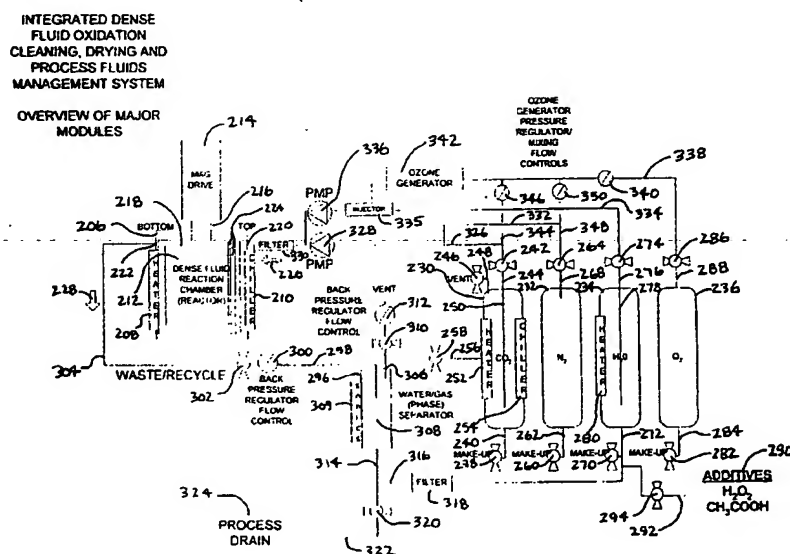 INTEGRATED DENSE
FLUID OXIDATION
CLEANING, DRYING AND
PROCESS FLUIDS
MANAGEMENT SYSTEM
OVERVIEW OF MAJOR
MODULES
214
MAG
DRIVE
218
216
206
BOTTOM
TOP
224
220
222
212
DENSE FLUID
REACTION
CHAMBER
(REACTOR)
HEATER
208
210
228
304
WASTE/RECYCLE
302
300
298
BACK
PRESSURE
REGULATOR
FLOW
CONTROL
FILTER
330
226
336
PMP
328
PMP
INJECTOR
335
342
OZONE
GENERATOR
OZONE
GENERATOR
PRESSURE
REGULATOR/
MIXING
FLOW
CONTROLS
346
350
340
338
332
334
326
344
348
246
248
242
264
274
286
VENT
230
244
232
268
234
276
288
250
278
236
HEATER
CO2
CHILLER
N2
HEATER
H2O
O2
252
254
256
258
280
240
262
272
284
MAKE-UP
238
MAKE-UP
260
MAKE-UP
270
MAKE-UP
282
290
ADDITIVES
H2O2
CH3COOH
294
292
BACK
PRESSURE
REGULATOR
FLOW
CONTROL
VENT
312
310
306
296
309
WATER/GAS
(PHASE)
SEPARATOR
308
314
316
FILTER
318
320
322
324
PROCESS
DRAIN